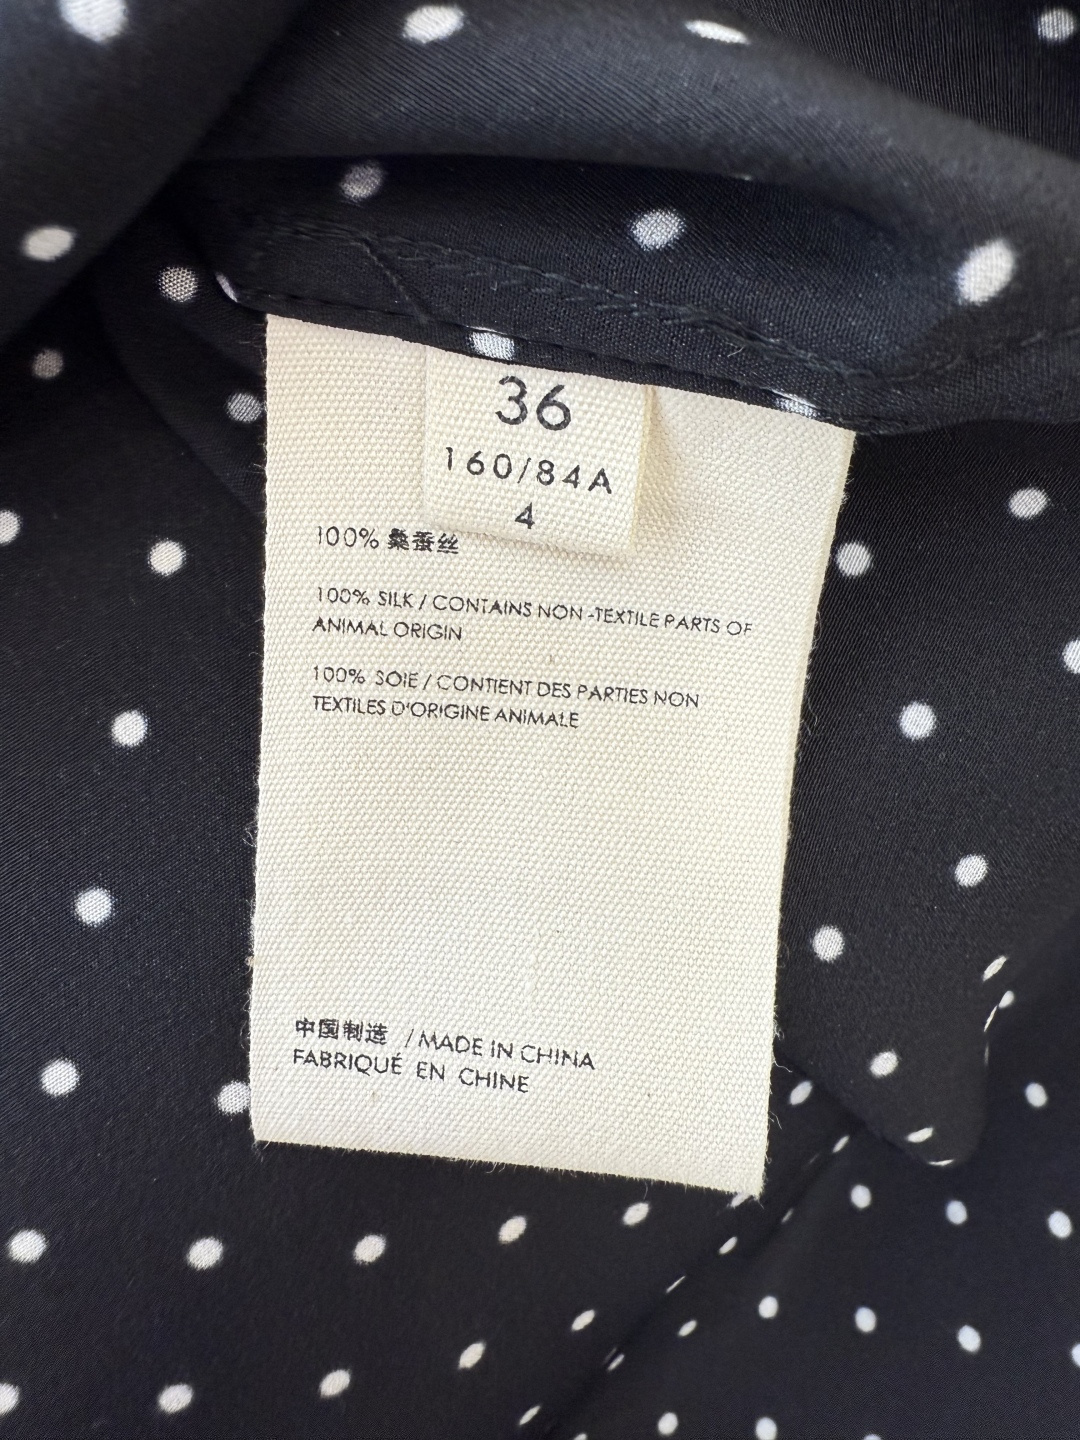 36
160/84A
4
100% 桑蚕丝
100% SILK / CONTAINS NON -TEXTILE PARTS OF
ANIMAL ORIGIN
100% SOIE / CONTIENT DES PARTIES NON
TEXTILES D'ORIGINE ANIMALE
中国制造 / MADE IN CHINA
FABRIQUÉ EN CHINE